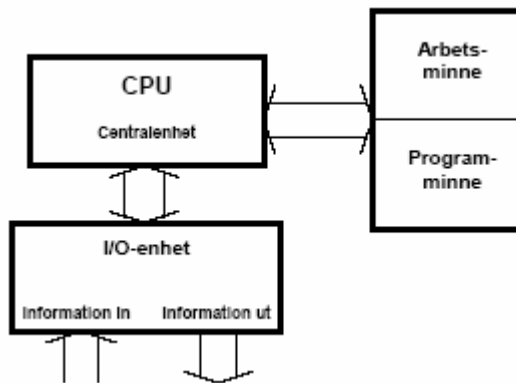 CPU
Centralenhet
Arbets-
minne
Program-
minne
I/O-enhet
Information in
Information ut